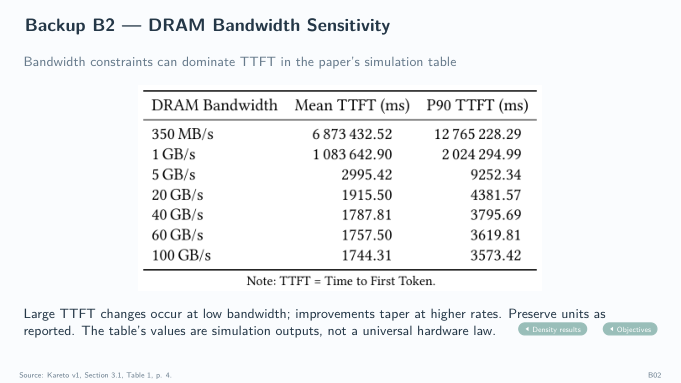 Backup B2 — DRAM Bandwidth Sensitivity
Bandwidth constraints can dominate TTFT in the paper's simulation table
DRAM Bandwidth Mean TTFT (ms) P90 TTFT (ms)
350 MB/s 6 873 432.52 12 765 228.29
1 GB/s 1 083 642.90 2 024 294.99
5 GB/s 2995.42 9252.34
20 GB/s 1915.50 4381.57
40 GB/s 1787.81 3795.69
60 GB/s 1757.50 3619.81
100 GB/s 1744.31 3573.42
Note: TTFT = Time to First Token.
Large TTFT changes occur at low bandwidth; improvements taper at higher rates. Preserve units as
reported. The table's values are simulation outputs, not a universal hardware law.
Density results Objectives
Source: Kareto v1, Section 3.1, Table 1, p. 4. B02